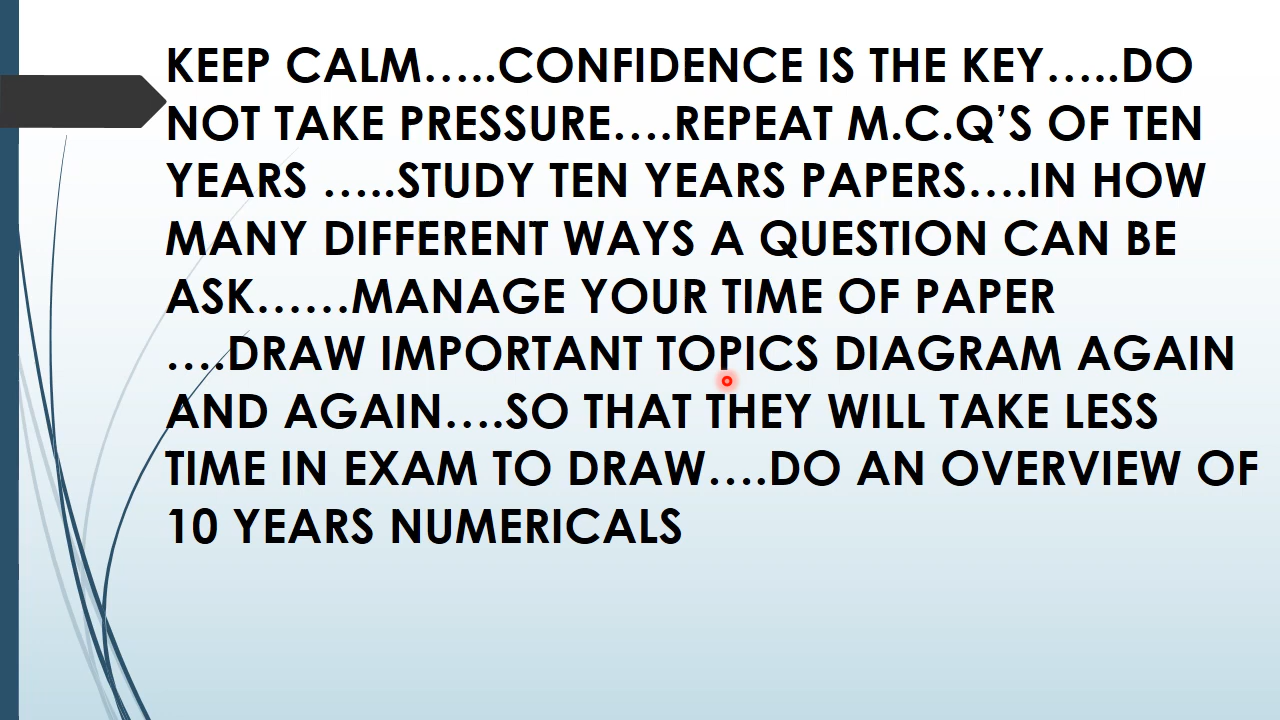 KEEP CALM…..CONFIDENCE IS THE KEY…..DO
NOT TAKE PRESSURE….REPEAT M.C.Q’S OF TEN
YEARS …..STUDY TEN YEARS PAPERS….IN HOW
MANY DIFFERENT WAYS A QUESTION CAN BE
ASK……MANAGE YOUR TIME OF PAPER
….DRAW IMPORTANT TOPICS DIAGRAM AGAIN
AND AGAIN….SO THAT THEY WILL TAKE LESS
TIME IN EXAM TO DRAW….DO AN OVERVIEW OF
10 YEARS NUMERICALS